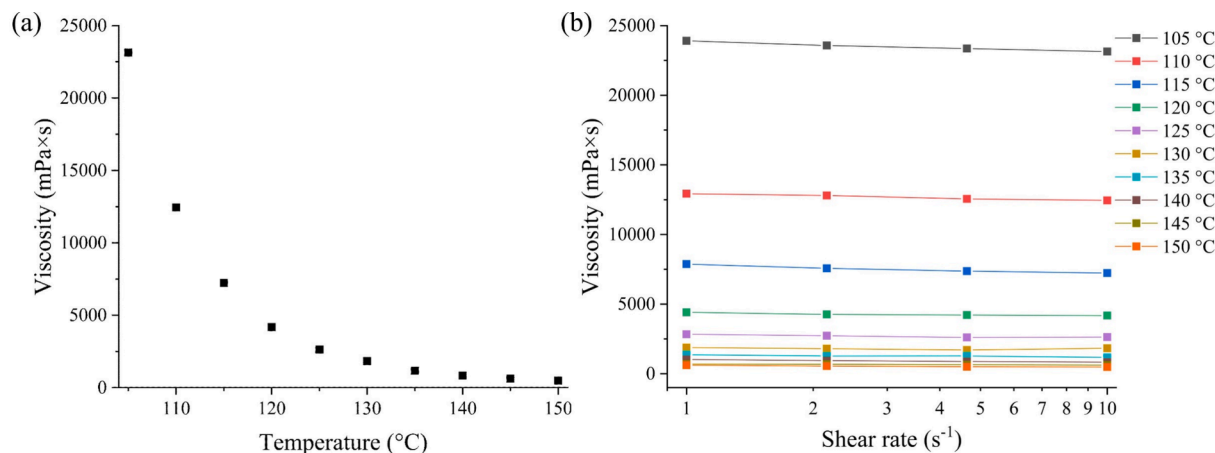 (a)
25000
20000
15000
10000
5000
0
Viscosity (mPa×s)
110 120 130 140 150
Temperature (°C)
(b)
25000
20000
15000
10000
5000
0
Viscosity (mPa×s)
1 2 3 4 5 6 7 8 9 10
Shear rate (s⁻¹)
105 °C
110 °C
115 °C
120 °C
125 °C
130 °C
135 °C
140 °C
145 °C
150 °C